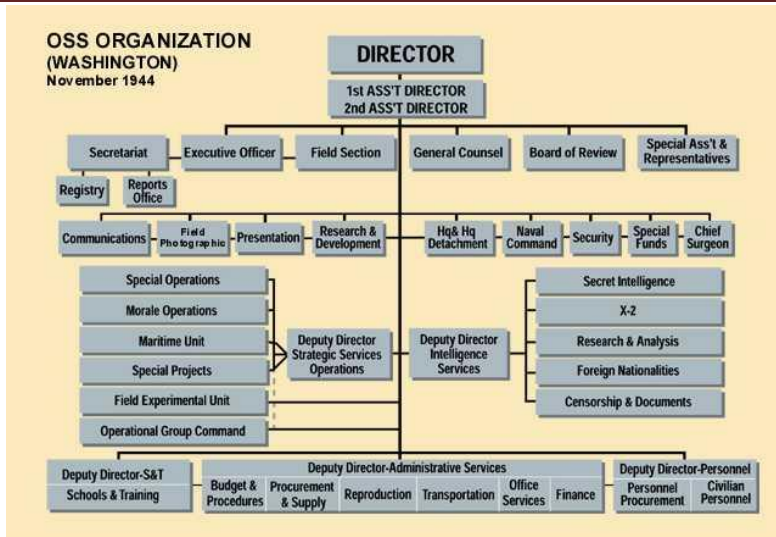 OSS ORGANIZATION
(WASHINGTON)
November 1944
DIRECTOR
1st ASS'T DIRECTOR
2nd ASS'T DIRECTOR
Secretariat
Executive Officer
Field Section
General Counsel
Board of Review
Special Ass't &
Representatives
Registry
Reports
Office
Communications
Field
Photographic
Presentation
Research &
Development
Hq& Hq
Detachment
Naval
Command
Security
Special
Funds
Chief
Surgeon
Special Operations
Morale Operations
Maritime Unit
Special Projects
Field Experimental Unit
Operational Group Command
Deputy Director
Strategic Services
Operations
Deputy Director
Intelligence
Services
Secret Intelligence
X-2
Research & Analysis
Foreign Nationalities
Censorship & Documents
Deputy Director-S&T
Schools & Training
Deputy Director-Administrative Services
Budget &
Procedures
Procurement
& Supply
Reproduction
Transportation
Office
Services
Finance
Deputy Director-Personnel
Personnel
Procurement
Civilian
Personnel